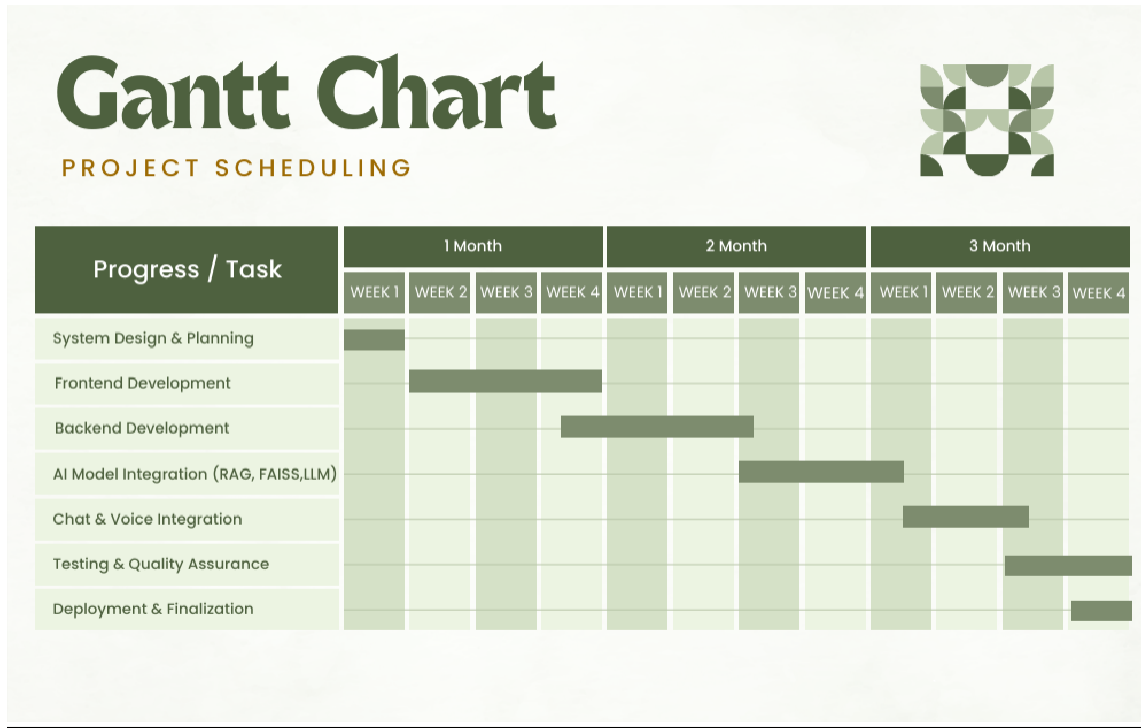 Gantt Chart
PROJECT SCHEDULING
Progress / Task
1 Month
2 Month
3 Month
WEEK 1 WEEK 2 WEEK 3 WEEK 4 WEEK 1 WEEK 2 WEEK 3 WEEK 4 WEEK 1 WEEK 2 WEEK 3 WEEK 4
System Design & Planning
Frontend Development
Backend Development
AI Model Integration (RAG, FAISS,LLM)
Chat & Voice Integration
Testing & Quality Assurance
Deployment & Finalization